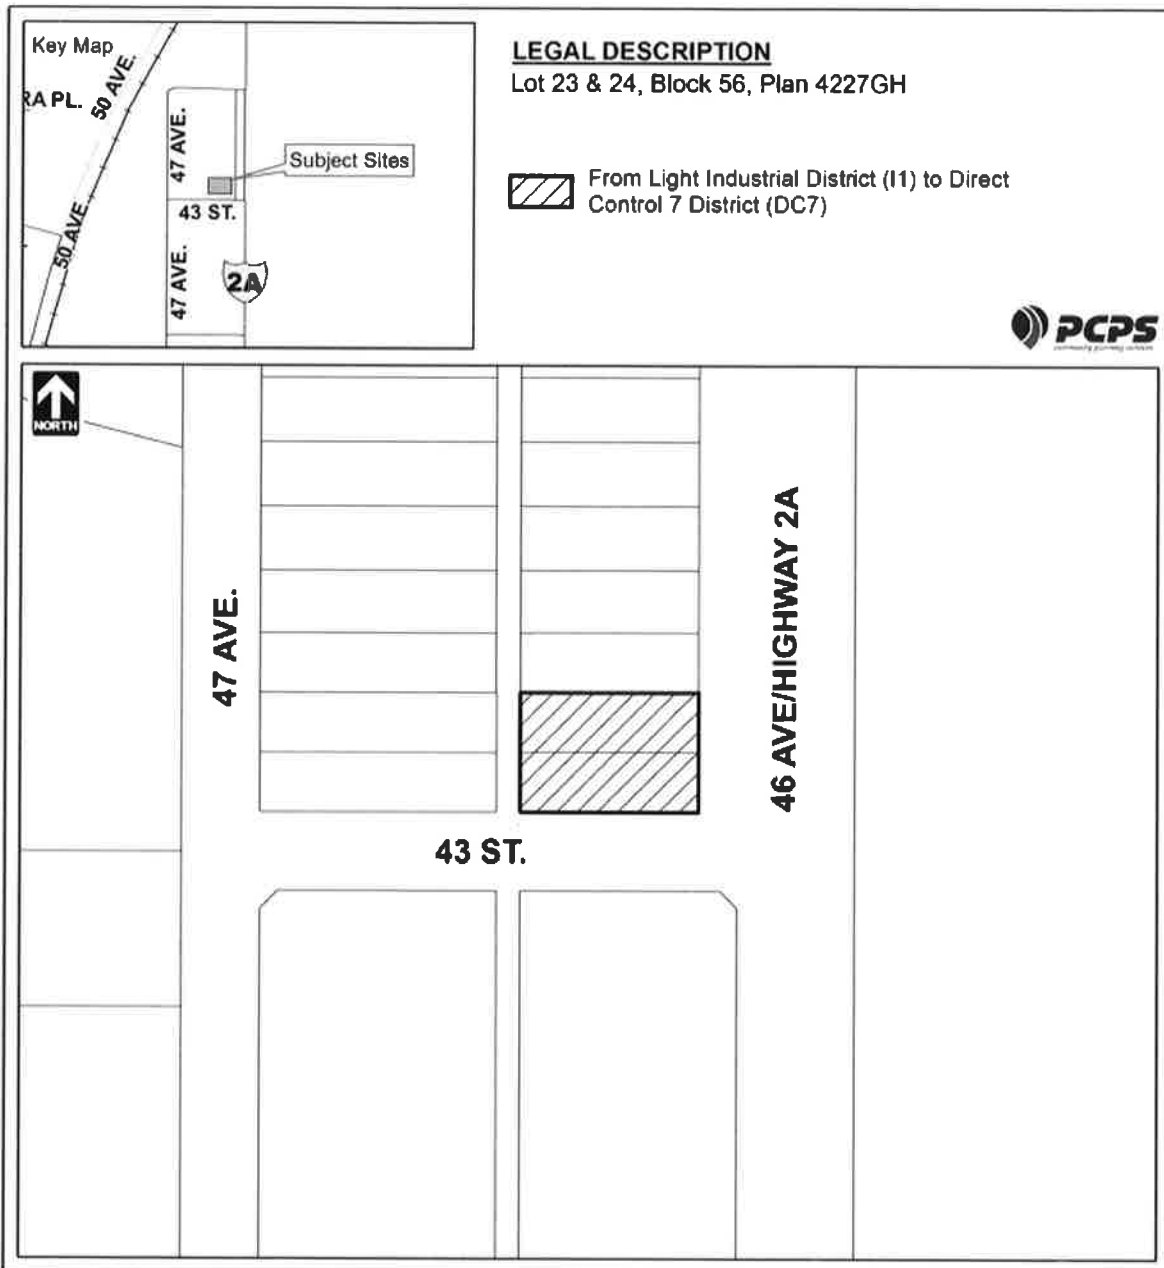 Key Map
50 AVE.
RA PL.
47 AVE.
Subject Sites
43 ST.
50 AVE.
47 AVE.
2A
LEGAL DESCRIPTION
Lot 23 & 24, Block 56, Plan 4227GH
From Light Industrial District (I1) to Direct
Control 7 District (DC7)
PCPS
NORTH
47 AVE.
46 AVE/HIGHWAY 2A
43 ST.